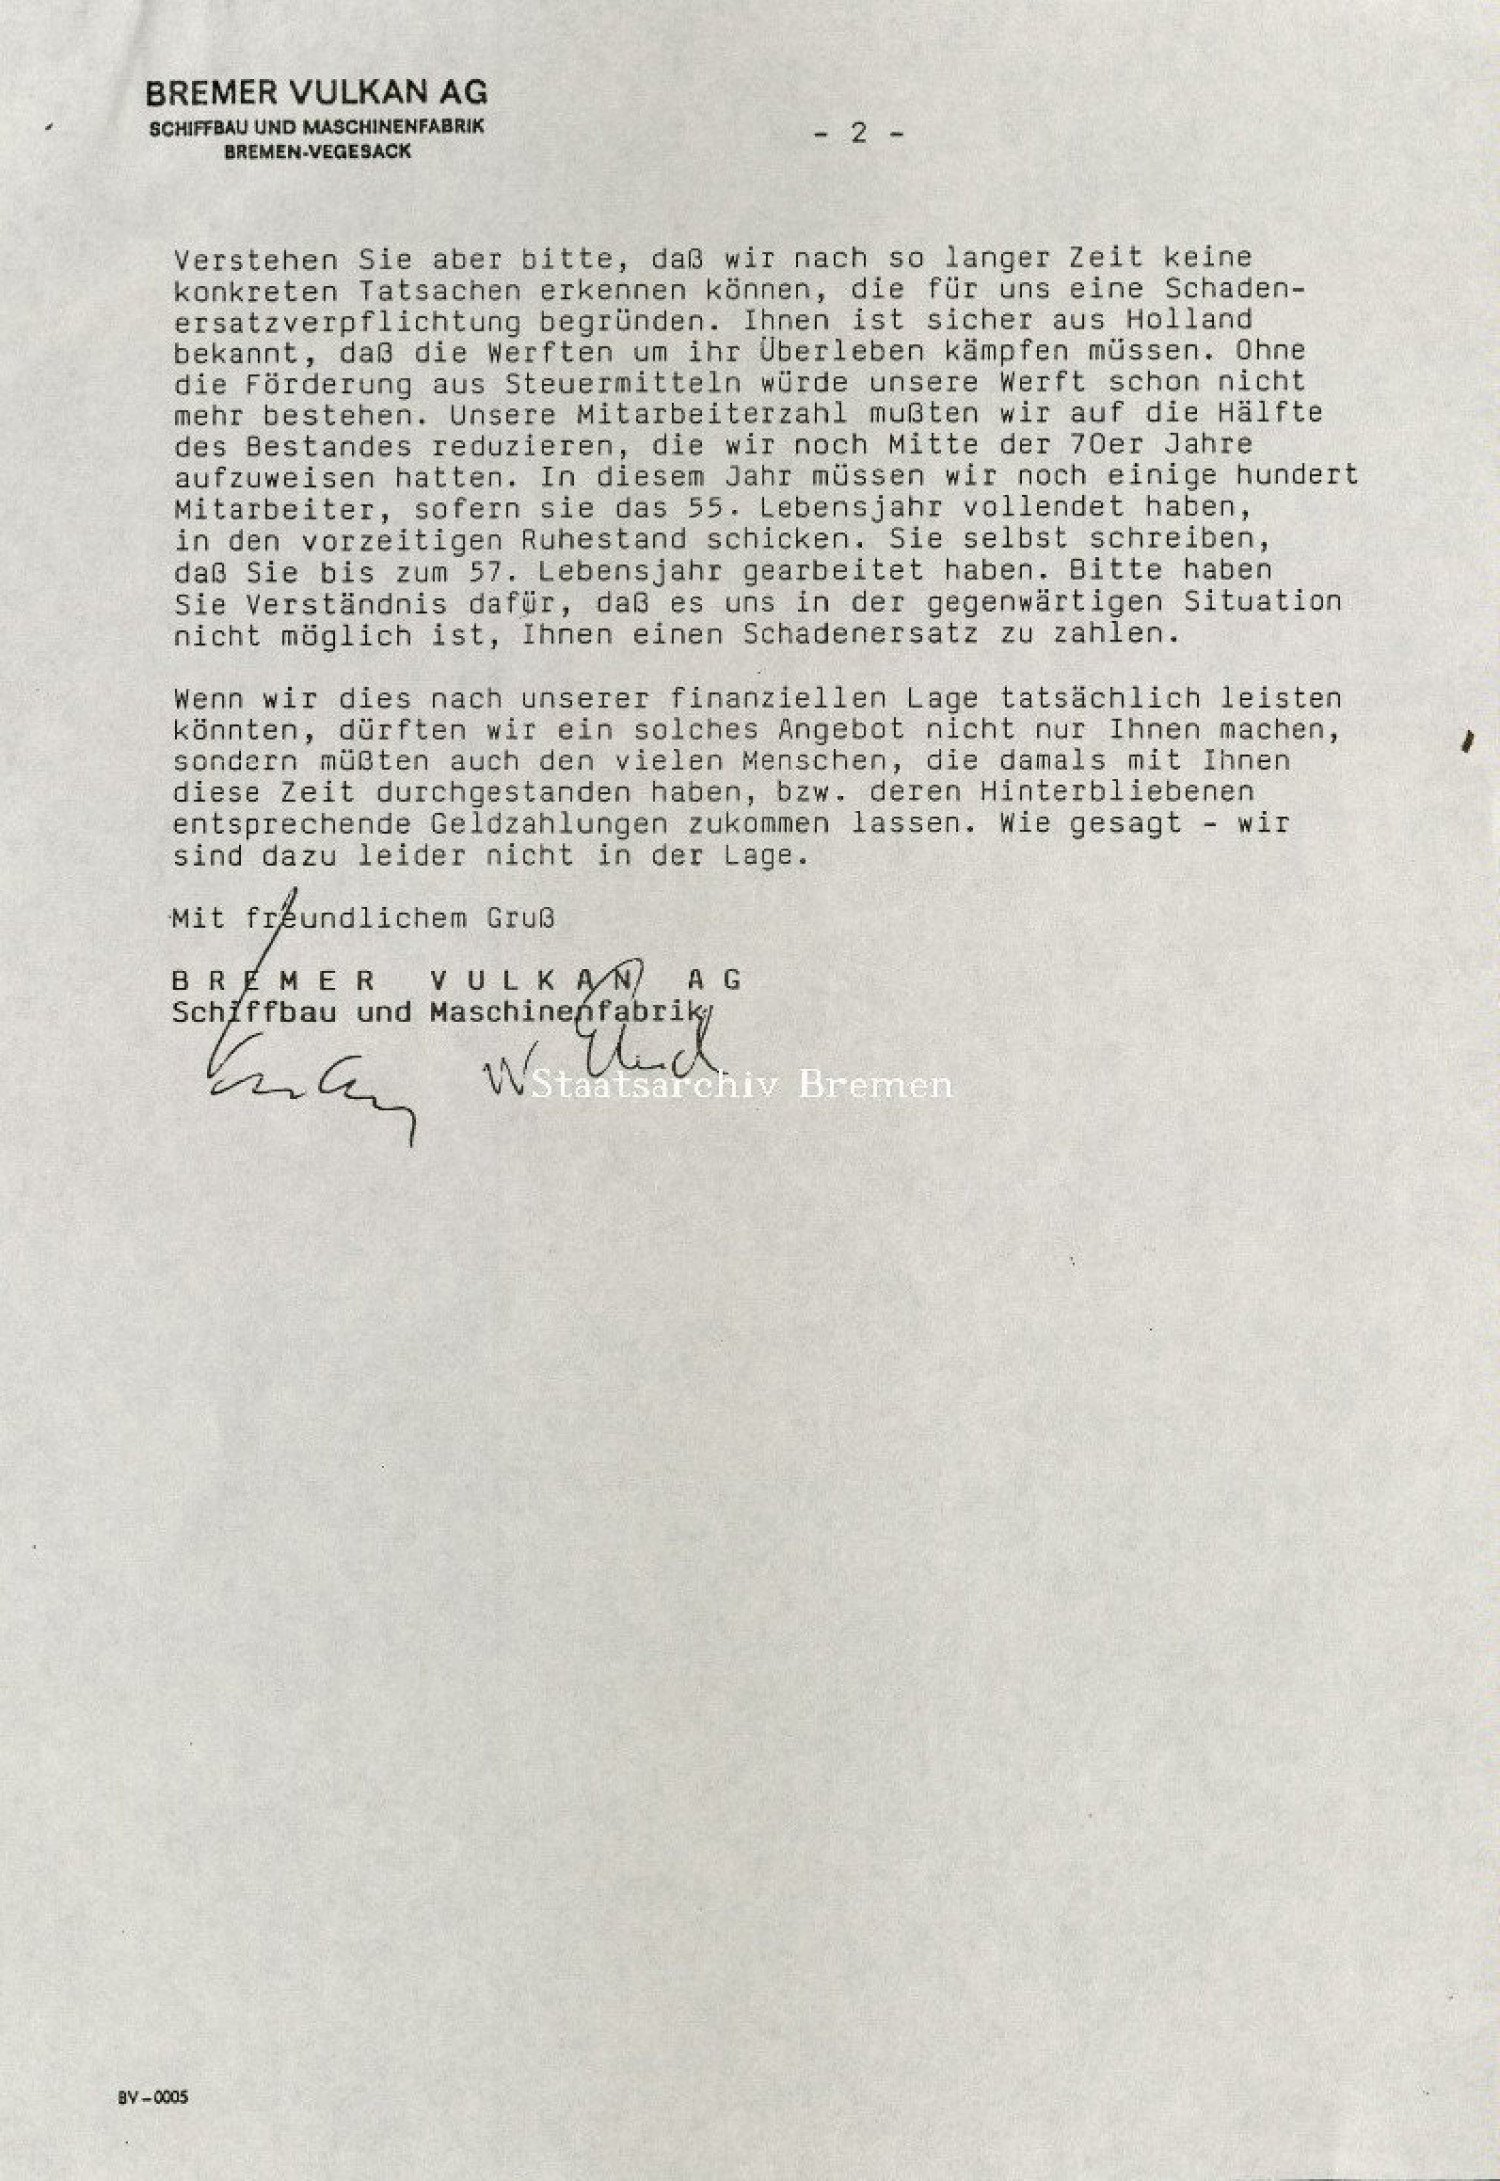 BREMER VULKAN AG
SCHIFFBAU UND MASCHINENFABRIK
BREMEN-VEGESACK
- 2 -
Verstehen Sie aber bitte, daß wir nach so langer Zeit keine
konkreten Tatsachen erkennen können, die für uns eine Schaden-
ersatzverpflichtung begründen. Ihnen ist sicher aus Holland
bekannt, daß die Werften um ihr Überleben kämpfen müssen. Ohne
die Förderung aus Steuermitteln würde unsere Werft schon nicht
mehr bestehen. Unsere Mitarbeiterzahl mußten wir auf die Hälfte
des Bestandes reduzieren, die wir noch Mitte der 70er Jahre
aufzuweisen hatten. In diesem Jahr müssen wir noch einige hundert
Mitarbeiter, sofern sie das 55. Lebensjahr vollendet haben,
in den vorzeitigen Ruhestand schicken. Sie selbst schreiben,
daß Sie bis zum 57. Lebensjahr gearbeitet haben. Bitte haben
Sie Verständnis dafür, daß es uns in der gegenwärtigen Situation
nicht möglich ist, Ihnen einen Schadenersatz zu zahlen.
Wenn wir dies nach unserer finanziellen Lage tatsächlich leisten
könnten, dürften wir ein solches Angebot nicht nur Ihnen machen,
sondern müßten auch den vielen Menschen, die damals mit Ihnen
diese Zeit durchgestanden haben, bzw. deren Hinterbliebenen
entsprechende Geldzahlungen zukommen lassen. Wie gesagt - wir
sind dazu leider nicht in der Lage.
Mit freundlichem Gruß
B R E M E R   V U L K A N   A G
Schiffbau und Maschinenfabrik
Staatsarchiv Bremen
BV-0005